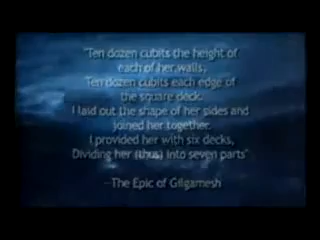 "Ten dozen cubits the height of
each of her walls,
Ten dozen cubits each edge of
the square deck.
I laid out the shape of her sides and
joined her together.
I provided her with six decks,
Dividing her (thus) into seven parts"
--The Epic of Gilgamesh